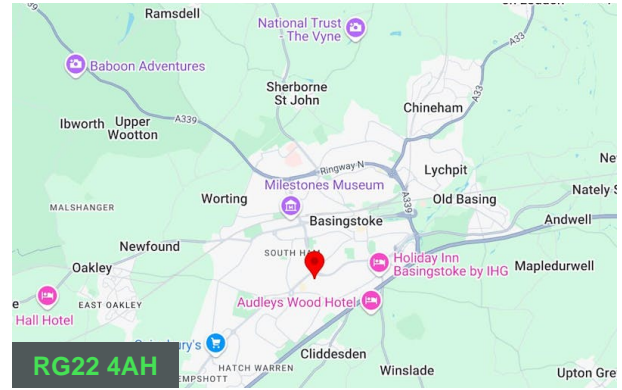 Ramsdell
National Trust
- The Vyne
A33
Baboon Adventures
Sherborne
St John
Chineham
A33
Ibworth
Upper
Wootton
A339
Ringway N
Lychpit
Worting
Milestones Museum
A339
Old Basing
Nately
MALSHANGER
Basingstoke
Andwell
Newfound
SOUTH
Oakley
Holiday Inn
Basingstoke by IHG
Mapledurwell
EAST OAKLEY
Audleys Wood Hotel
Hall Hotel
Cliddesden
HATCH WARREN
Winslade
Upton Gre
RG22 4AH